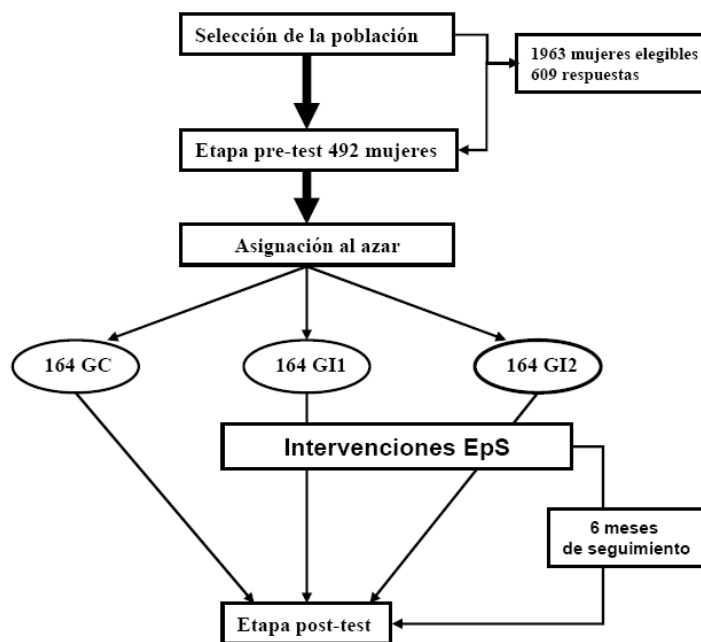 Selección de la población
1963 mujeres elegibles
609 respuestas
Etapa pre-test 492 mujeres
Asignación al azar
164 GC
164 GI1
164 GI2
Intervenciones EpS
6 meses
de seguimiento
Etapa post-test